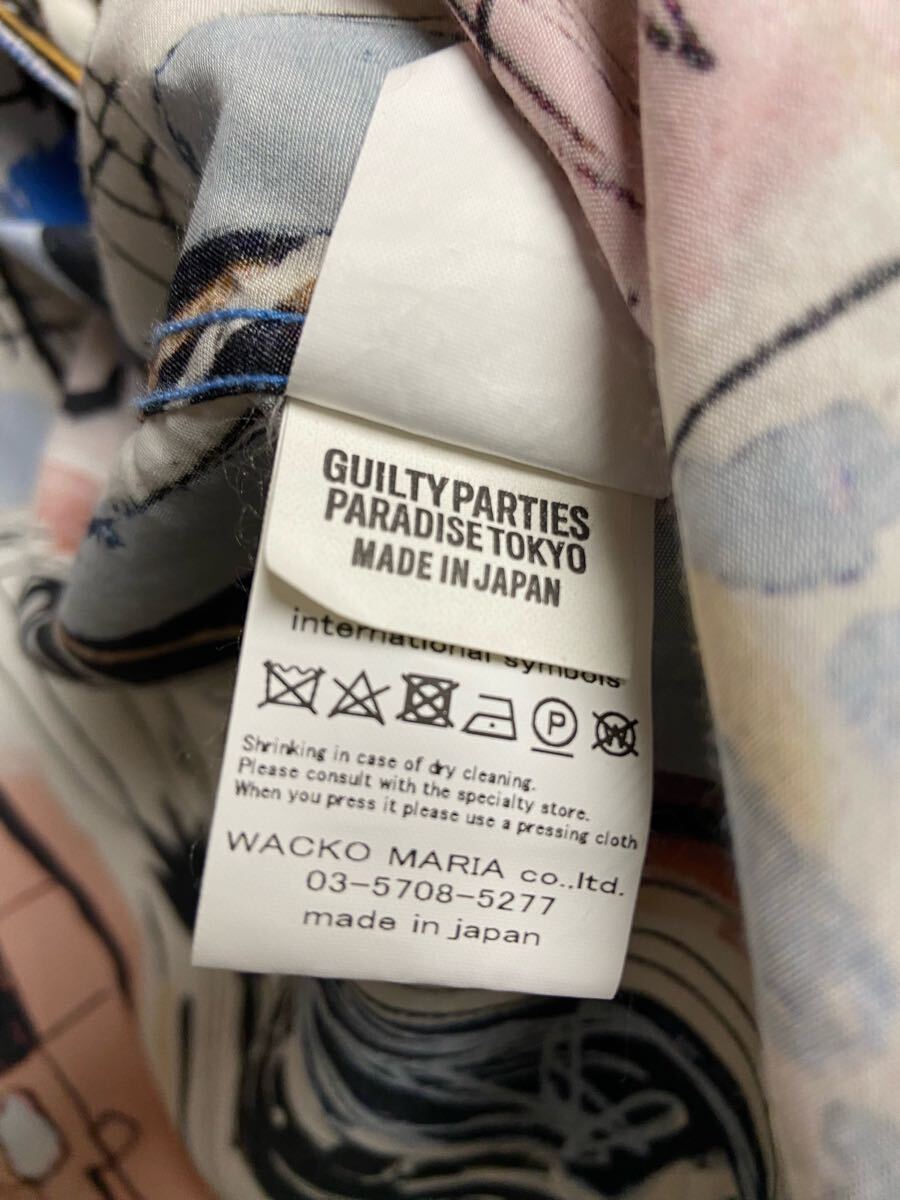 GUILTY PARTIES
PARADISE TOKYO
MADE IN JAPAN
international symbols
P
W
Shrinking in case of dry cleaning.
Please consult with the specialty store.
When you press it please use a pressing cloth
WACKO MARIA co.,ltd.
03-5708-5277
made in japan